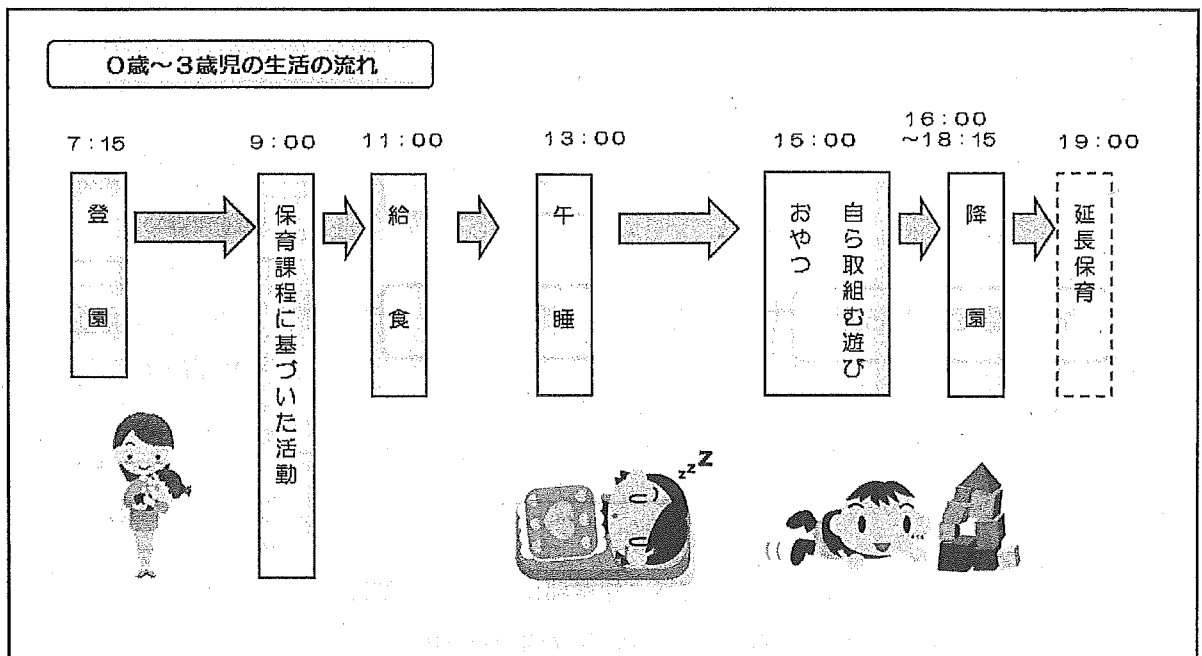 ０歳～３歳児の生活の流れ
7：15
登園
9：00
保育課程に基づいた活動
11：00
給食
13：00
午睡
15：00
自ら取組む遊び
おやつ
16：00
～18：15
降園
19：00
延長保育
zzZ